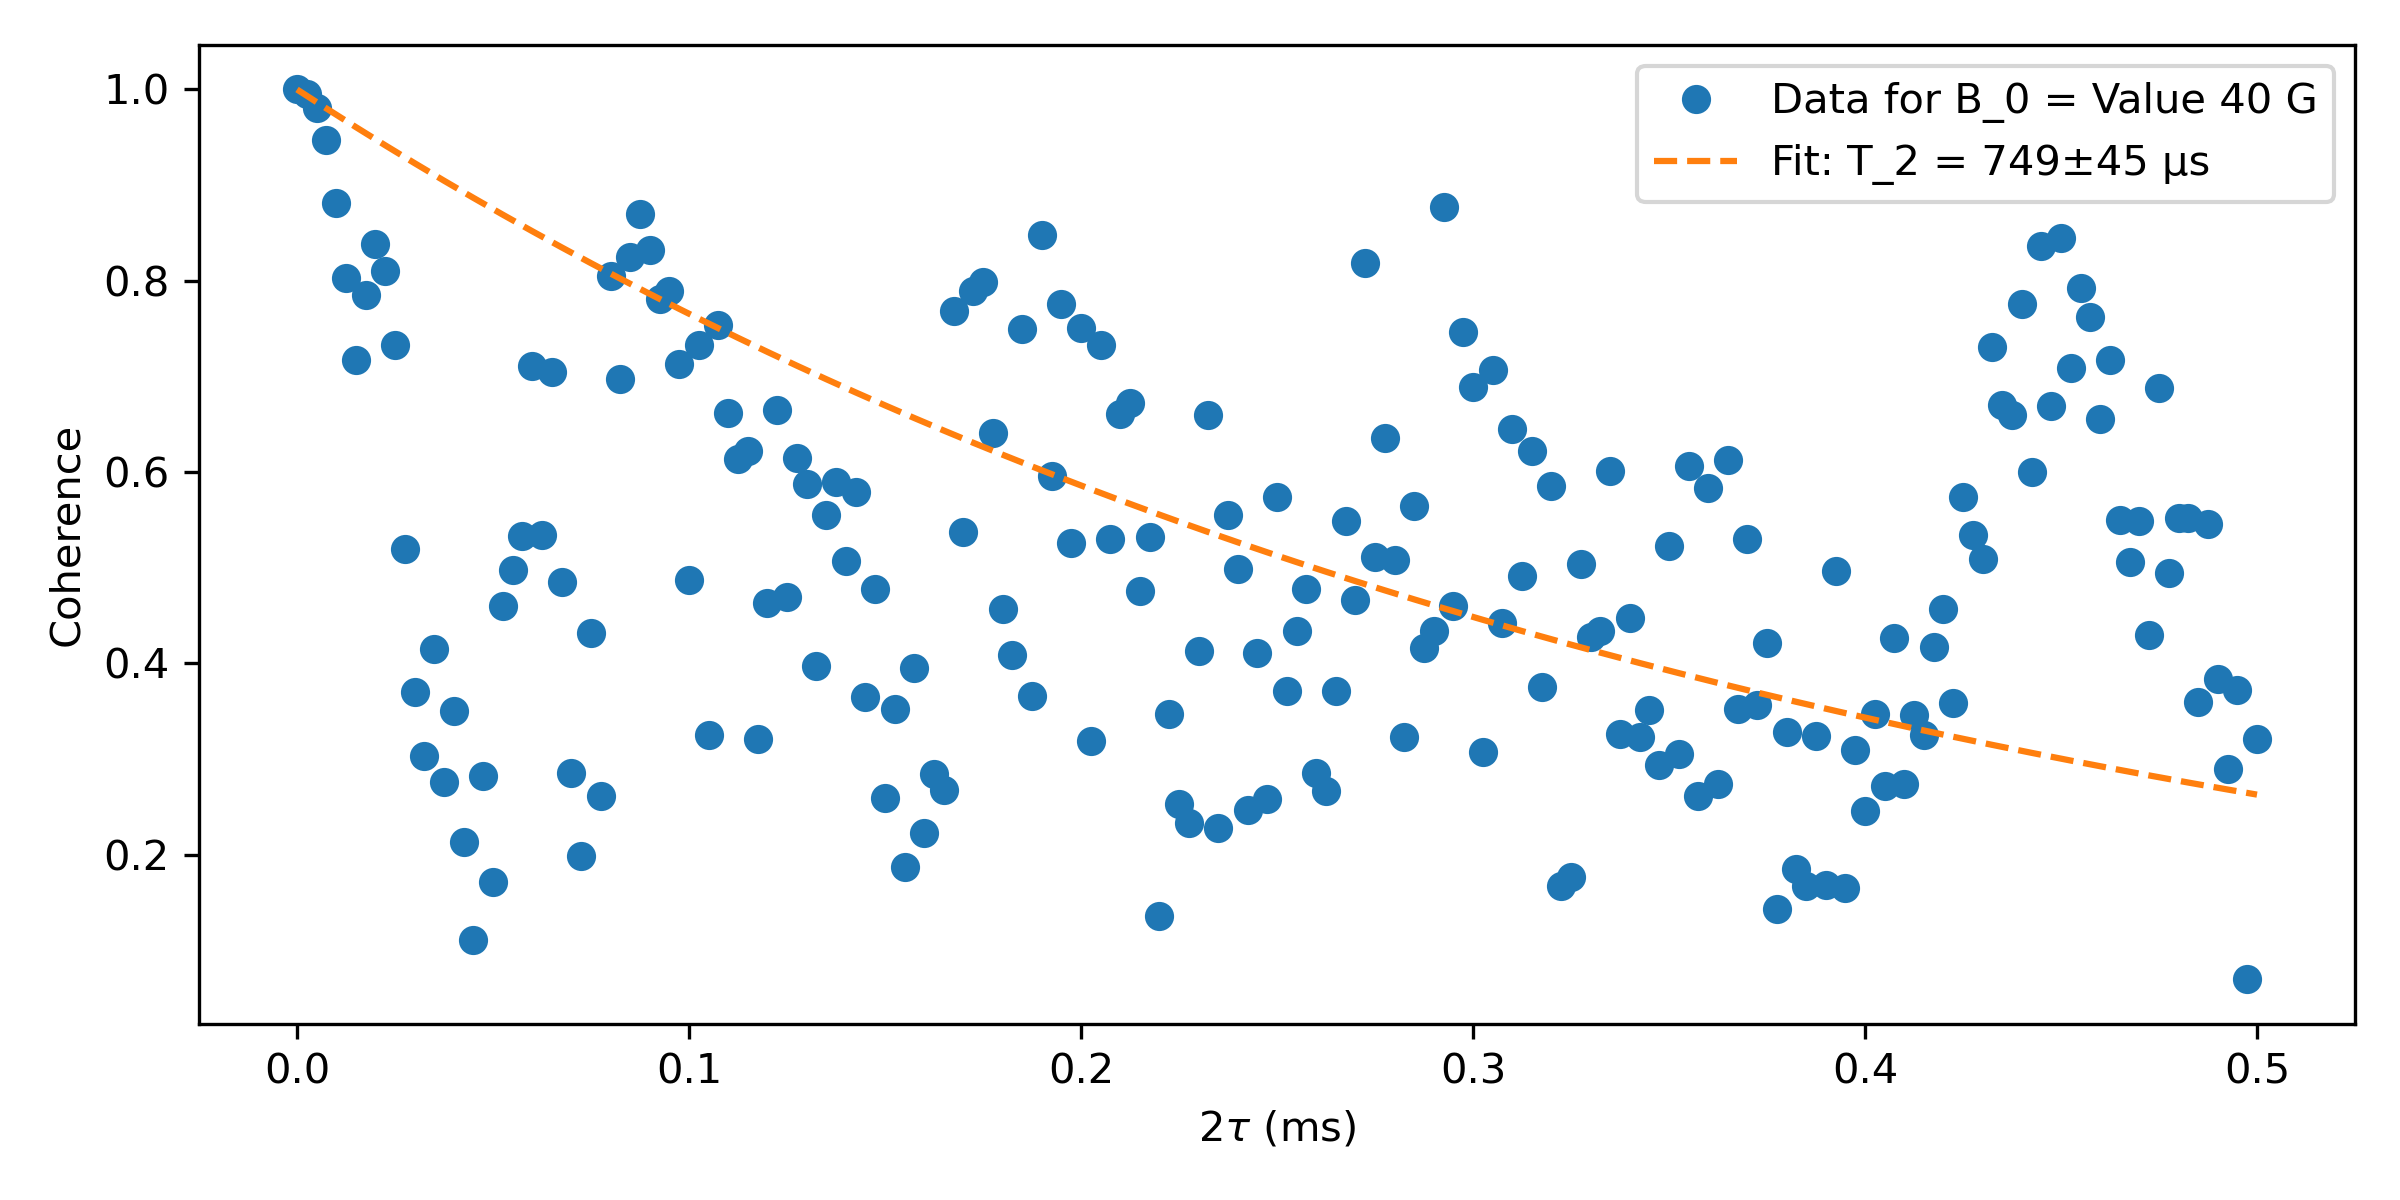 Data for B_0 = Value 40 G
Fit: T_2 = 749±45 µs
Coherence
1.0
0.8
0.6
0.4
0.2
0.0 0.1 0.2 0.3 0.4 0.5
2τ (ms)